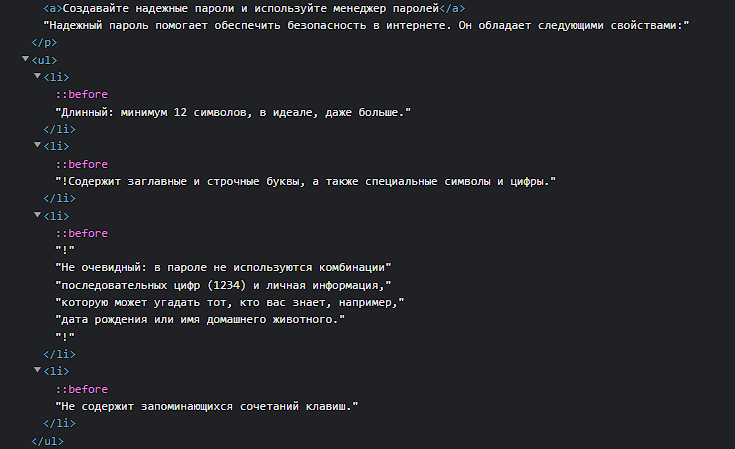 <a>Создавайте надежные пароли и используйте менеджер паролей</a>
"Надежный пароль помогает обеспечить безопасность в интернете. Он обладает следующими свойствами:"
</p>
<ul>
<li>
::before
"Длинный: минимум 12 символов, в идеале, даже больше."
</li>
<li>
::before
"!Содержит заглавные и строчные буквы, а также специальные символы и цифры."
</li>
<li>
::before
"!"
"Не очевидный: в пароле не используются комбинации"
"последовательных цифр (1234) и личная информация,"
"которую может угадать тот, кто вас знает, например,"
"дата рождения или имя домашнего животного."
"!"
</li>
<li>
::before
"Не содержит запоминающихся сочетаний клавиш."
</li>
</ul>